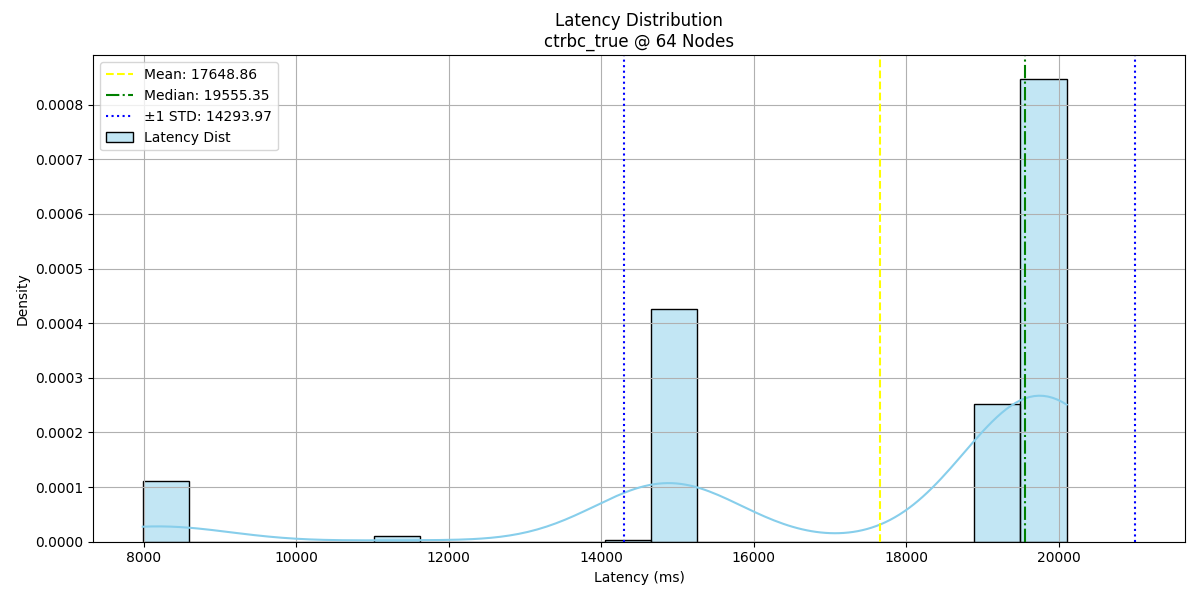 Latency Distribution
ctrbc_true @ 64 Nodes
Mean: 17648.86
Median: 19555.35
±1 STD: 14293.97
Latency Dist
Density
0.0008
0.0007
0.0006
0.0005
0.0004
0.0003
0.0002
0.0001
0.0000
8000 10000 12000 14000 16000 18000 20000
Latency (ms)